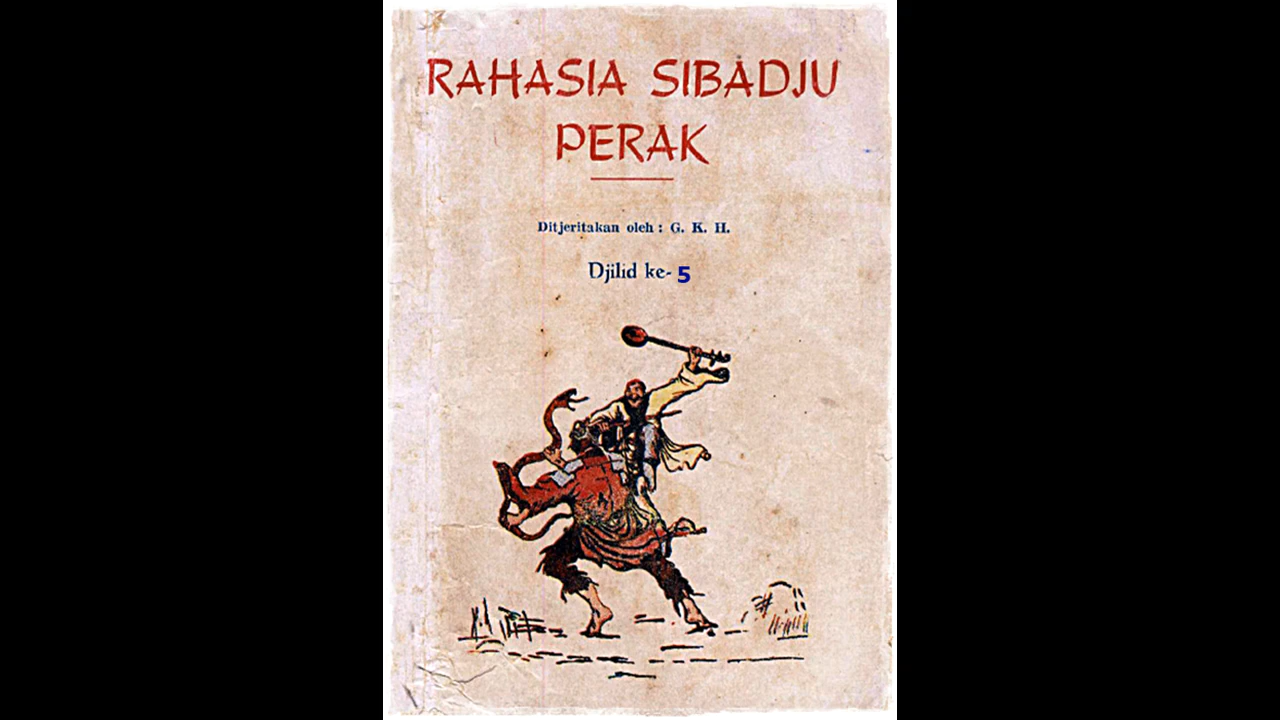 RAHASIA SIBADJU
PERAK
Ditjeritakan oleh : G. K. H.
Djilid ke- 5